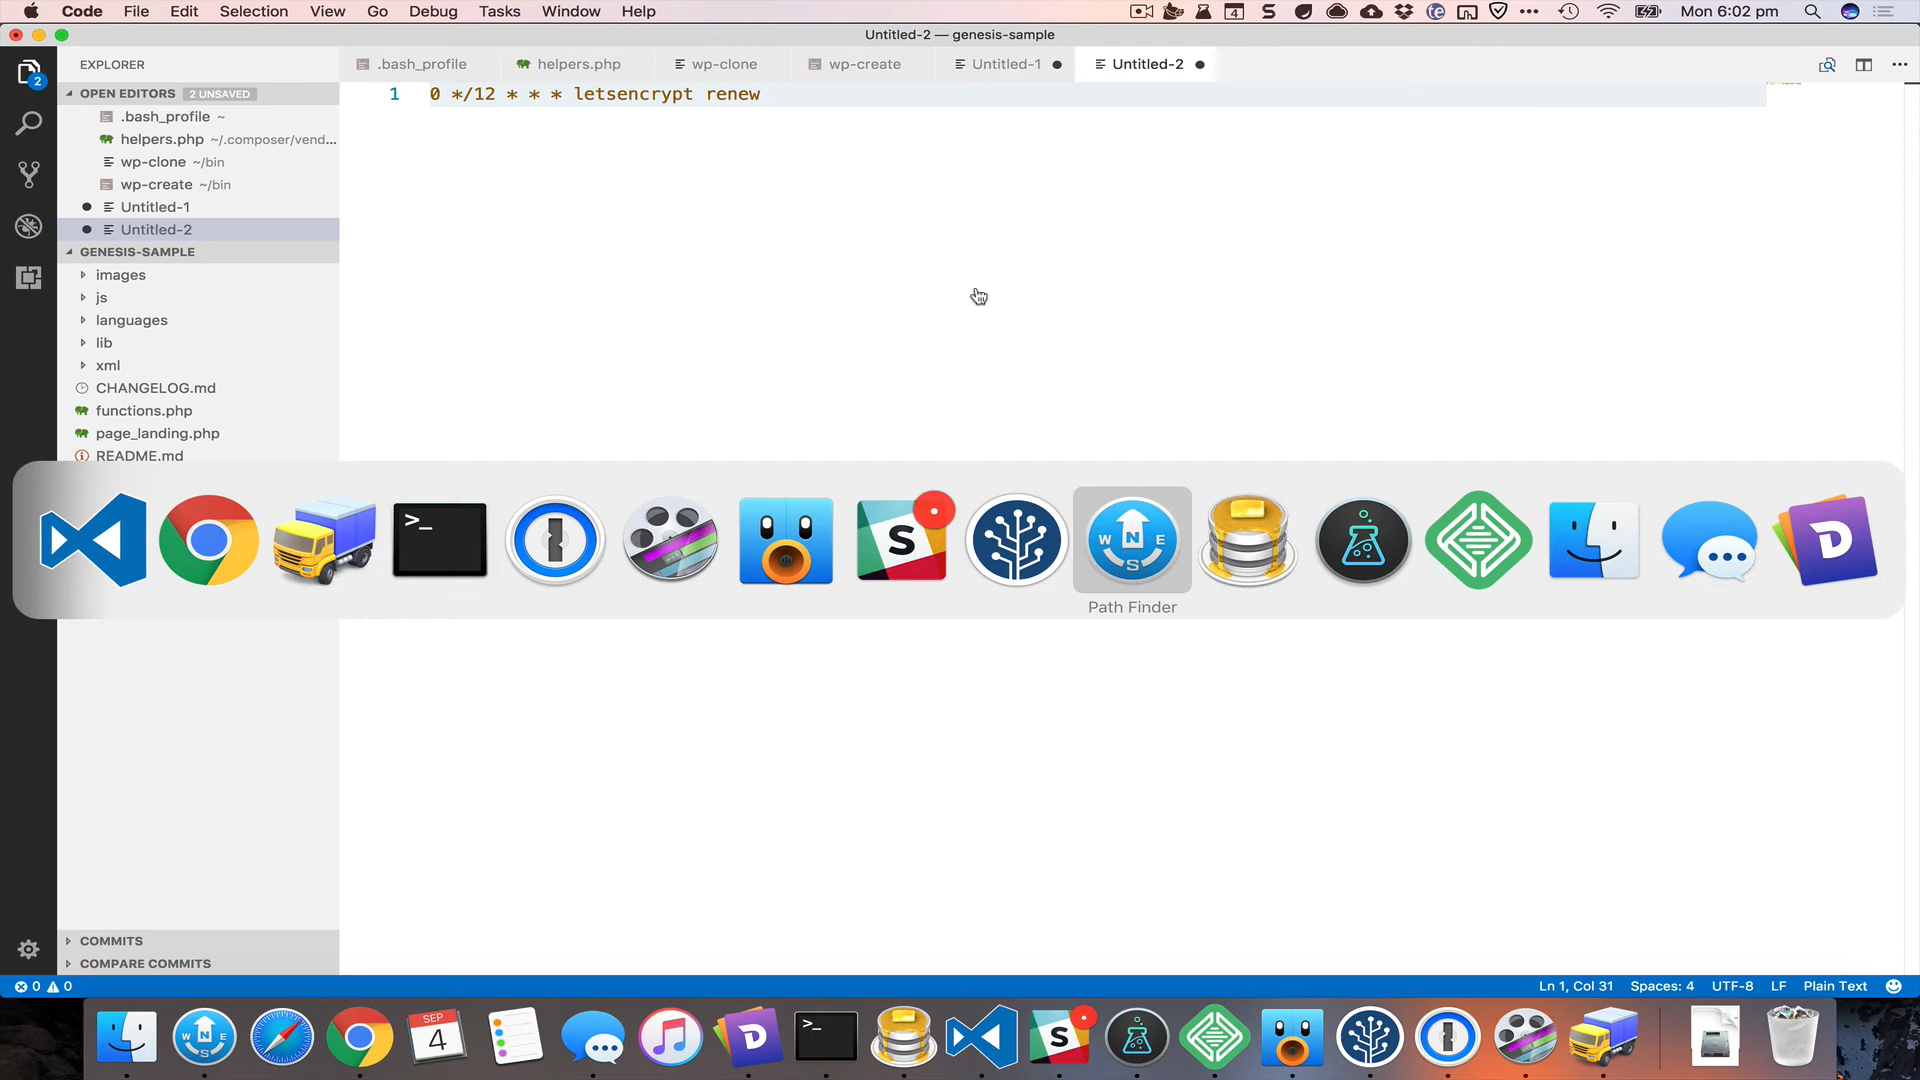 Code File Edit Selection View Go Debug Tasks Window Help
4 S te Mon 6:02 pm
Untitled-2 — genesis-sample
EXPLORER
.bash_profile helpers.php wp-clone wp-create Untitled-1 Untitled-2
2
OPEN EDITORS 2 UNSAVED
1 0 */12 * * * letsencrypt renew
.bash_profile ~
helpers.php ~/.composer/vend...
wp-clone ~/bin
wp-create ~/bin
Untitled-1
Untitled-2
GENESIS-SAMPLE
images
js
languages
lib
xml
CHANGELOG.md
functions.php
page_landing.php
README.md
>_ S W N E S D
Path Finder
COMMITS
COMPARE COMMITS
0 0 Ln 1, Col 31 Spaces: 4 UTF-8 LF Plain Text
W N E S SEP 4 D >_ S